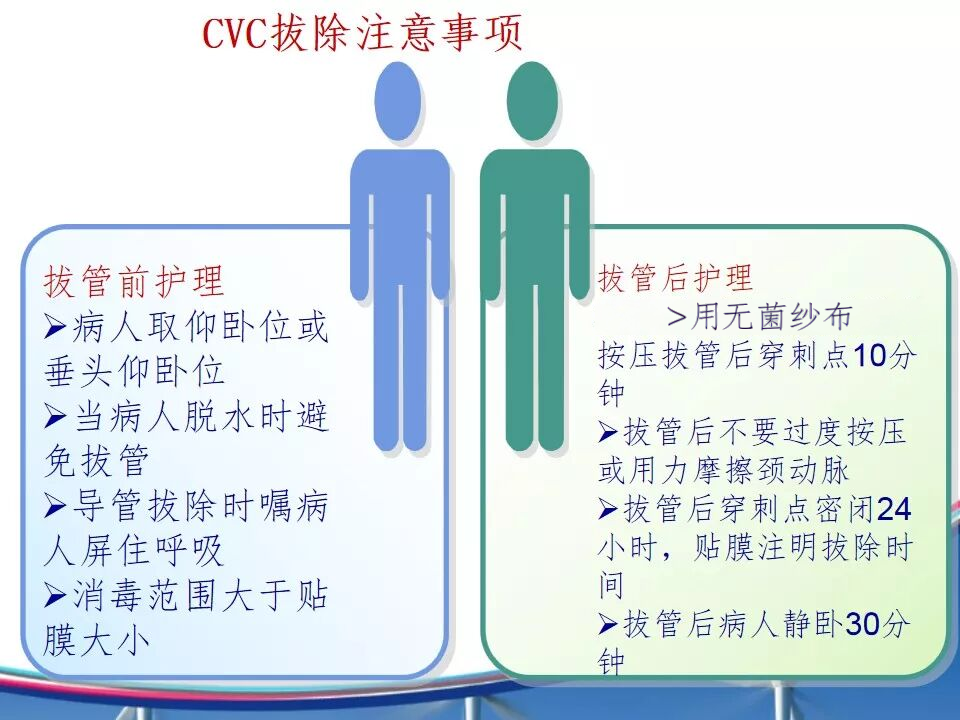 CVC拔除注意事项
拔管前护理
➢病人取仰卧位或
垂头仰卧位
➢当病人脱水时避
免拔管
➢导管拔除时嘱病
人屏住呼吸
➢消毒范围大于贴
膜大小
拔管后护理
>用无菌纱布
按压拔管后穿刺点10分
钟
➢拔管后不要过度按压
或用力摩擦颈动脉
➢拔管后穿刺点密闭24
小时，贴膜注明拔除时
间
➢拔管后病人静卧30分
钟